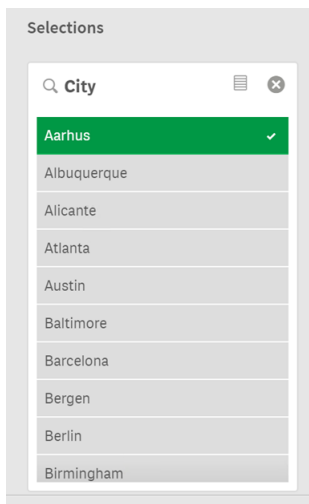 Selections
City
Aarhus
Albuquerque
Alicante
Atlanta
Austin
Baltimore
Barcelona
Bergen
Berlin
Birmingham